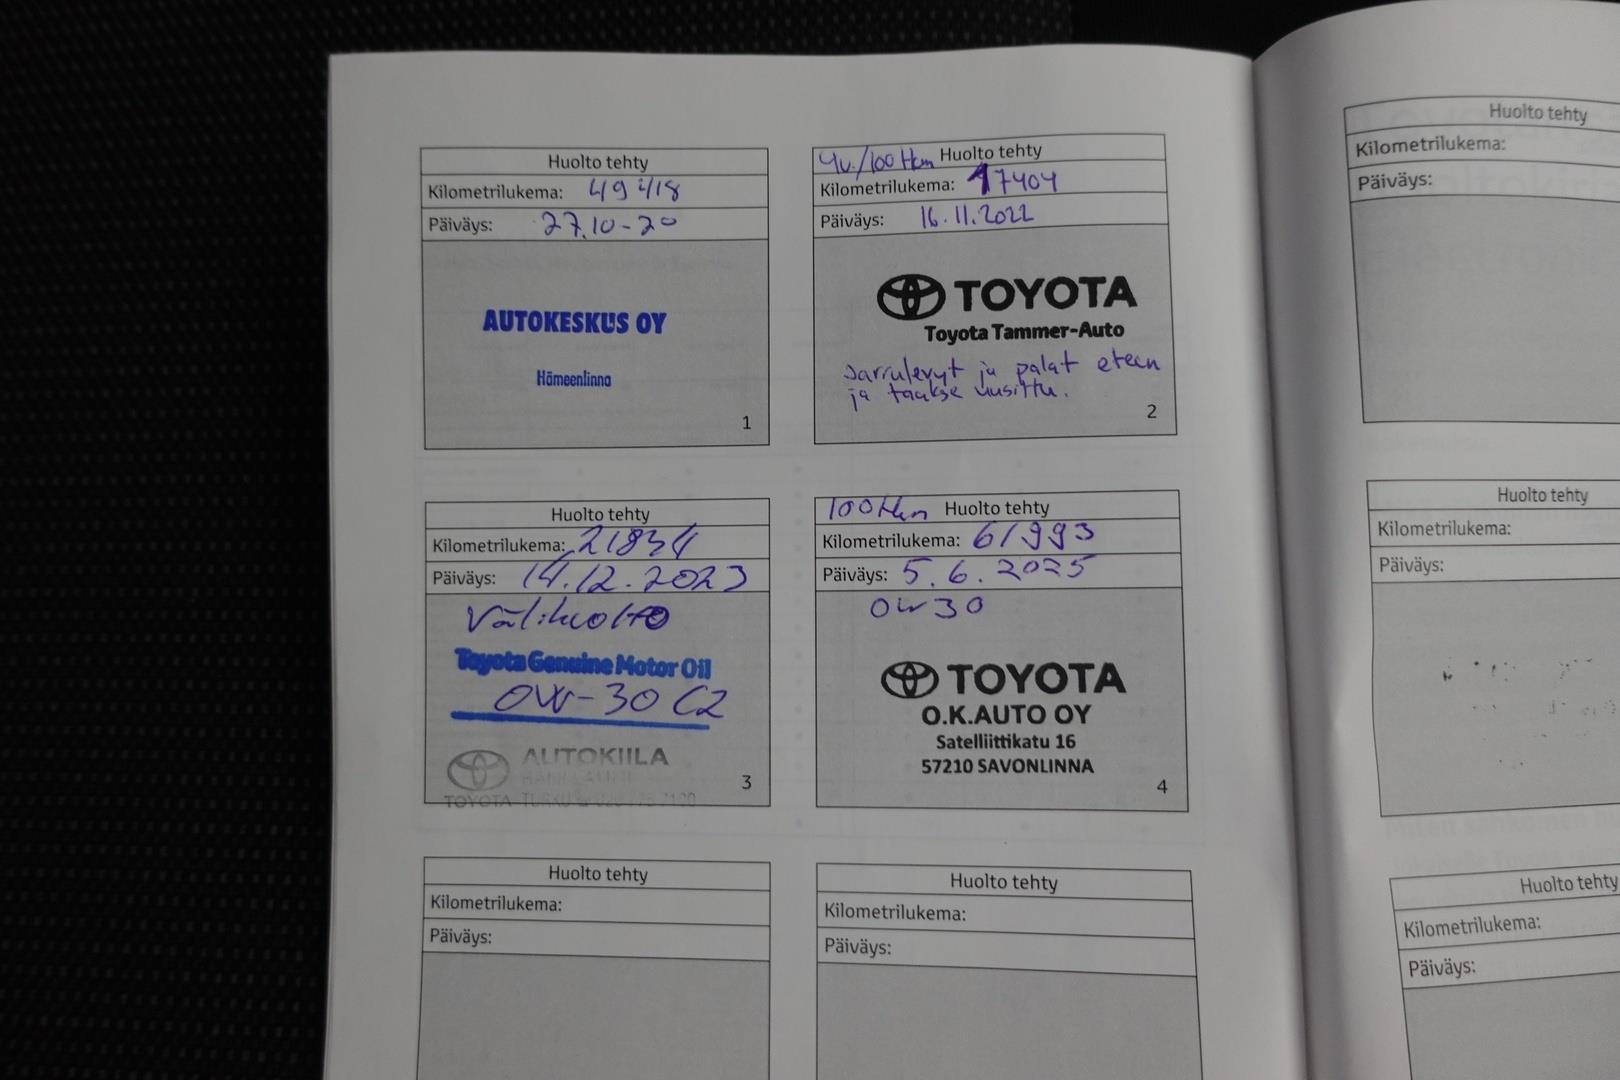 Huolto tehty
Kilometrilukema: 49418
Päiväys: 27.10-20
AUTOKESKUS OY
Hämeenlinna
1
4v./100tkm Huolto tehty
Kilometrilukema: 17404
Päiväys: 16.11.2022
TOYOTA
Toyota Tammer-Auto
Jarrulevyt ja palat eteen
ja taakse uusittu.
2
Huolto tehty
Kilometrilukema: 21834
Päiväys: 14.12.2023
Välihuolto
Toyota Genuine Motor Oil
0W-30 C2
AUTOKIILA
TOYOTA
3
100tkm Huolto tehty
Kilometrilukema: 61993
Päiväys: 5.6.2025
0W30
TOYOTA
O.K.AUTO OY
Satelliittikatu 16
57210 SAVONLINNA
4
Huolto tehty
Kilometrilukema:
Päiväys:
Huolto tehty
Kilometrilukema:
Päiväys:
Huolto tehty
Kilometrilukema:
Päiväys:
Huolto tehty
Kilometrilukema:
Päiväys:
Huolto tehty
Kilometrilukema:
Päiväys: